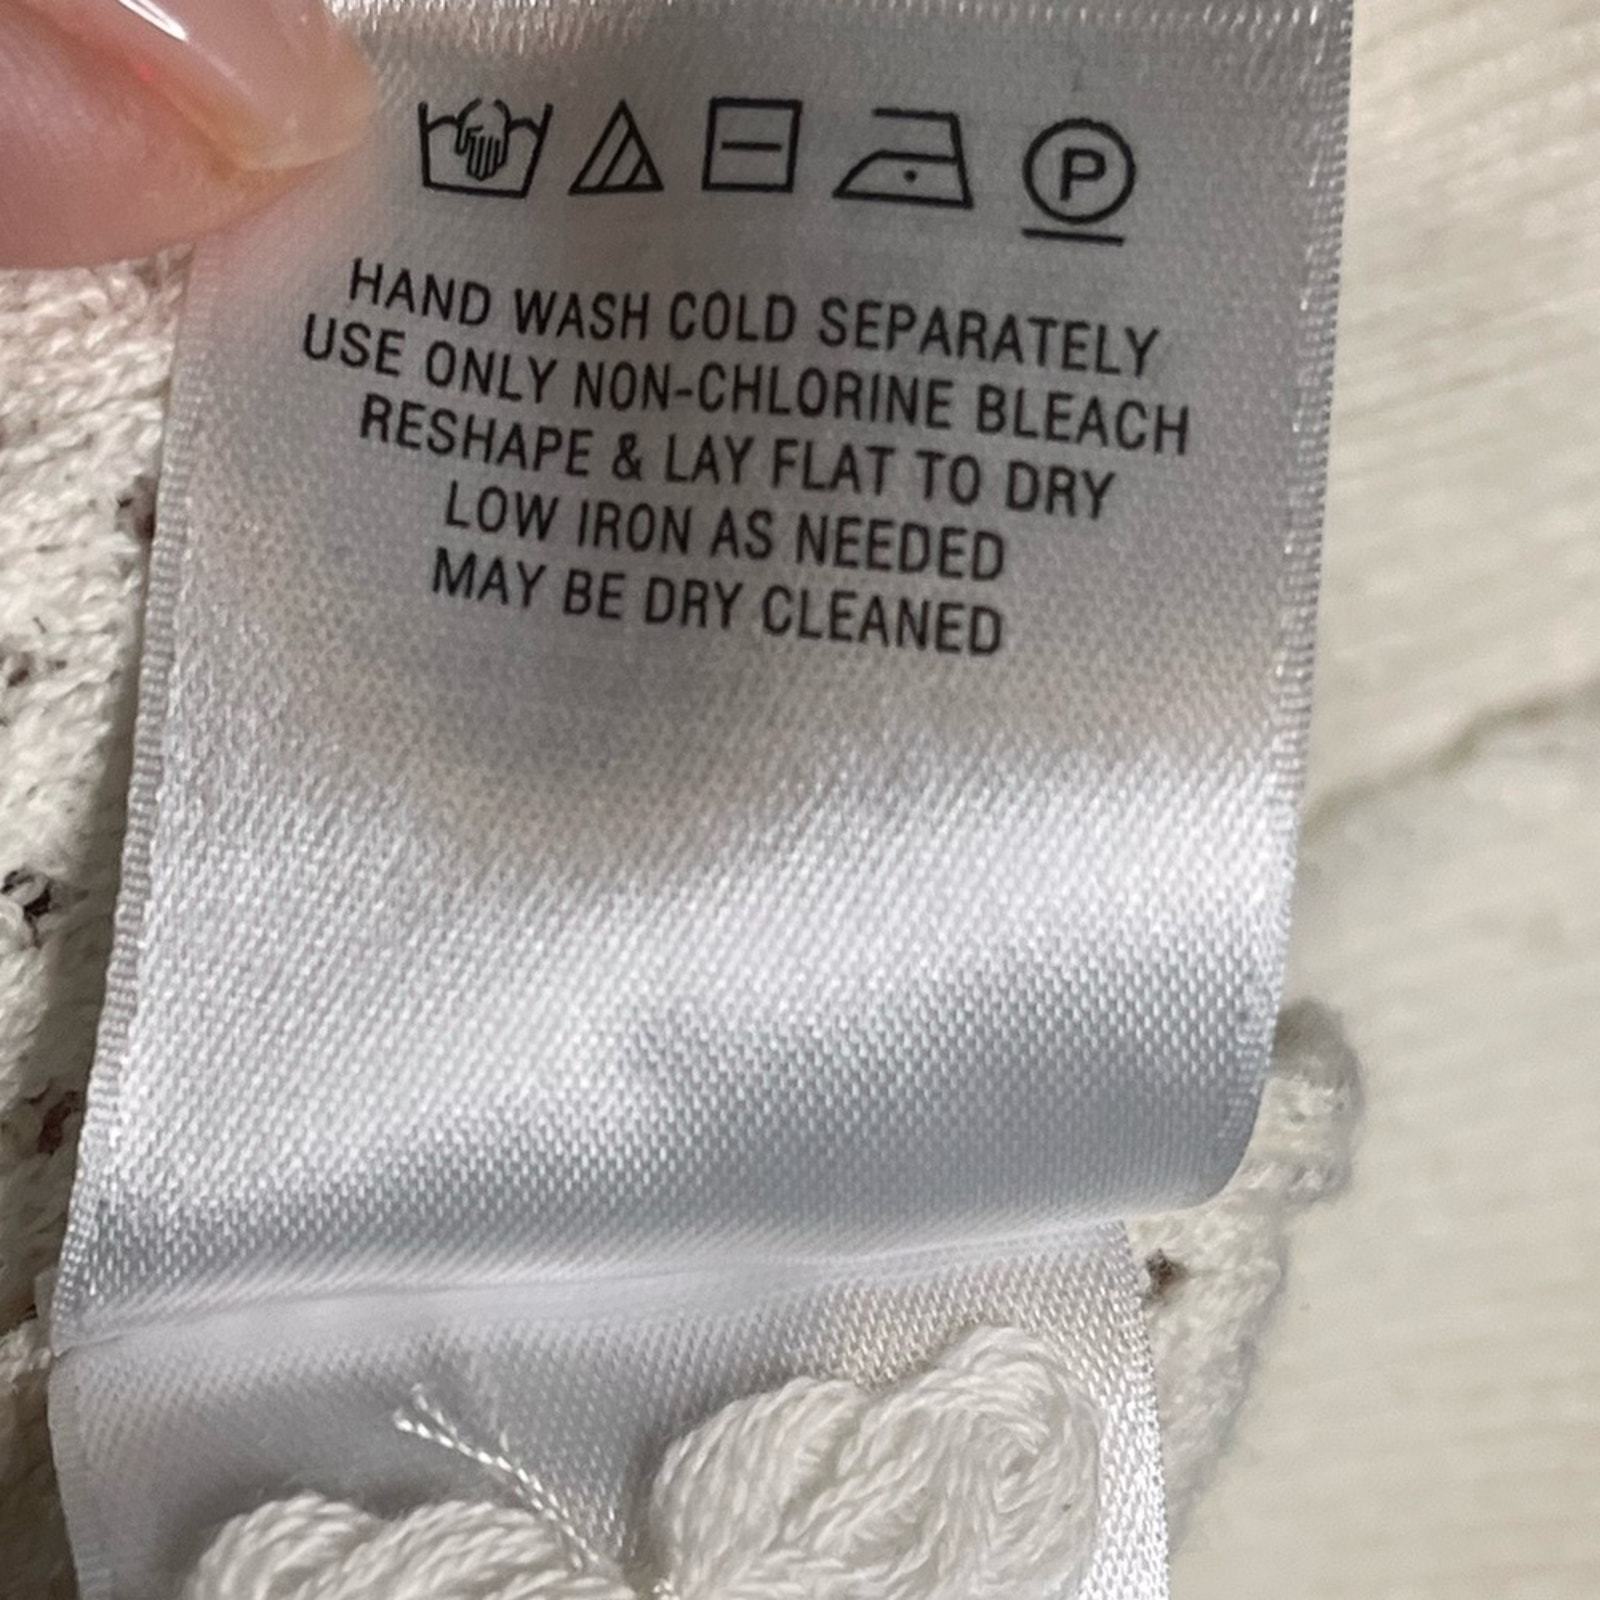 P
HAND WASH COLD SEPARATELY
USE ONLY NON-CHLORINE BLEACH
RESHAPE & LAY FLAT TO DRY
LOW IRON AS NEEDED
MAY BE DRY CLEANED